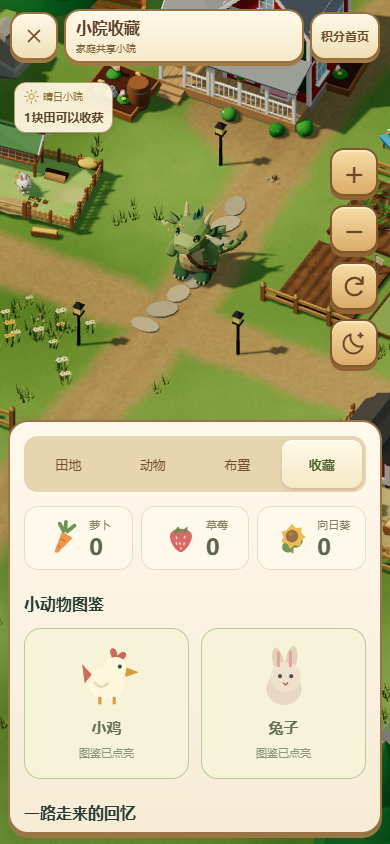 小院收藏
家庭共享小院
积分首页
晴日小院
1块田可以收获
田地
动物
布置
收藏
萝卜
0
草莓
0
向日葵
0
小动物图鉴
小鸡
图鉴已点亮
兔子
图鉴已点亮
一路走来的回忆